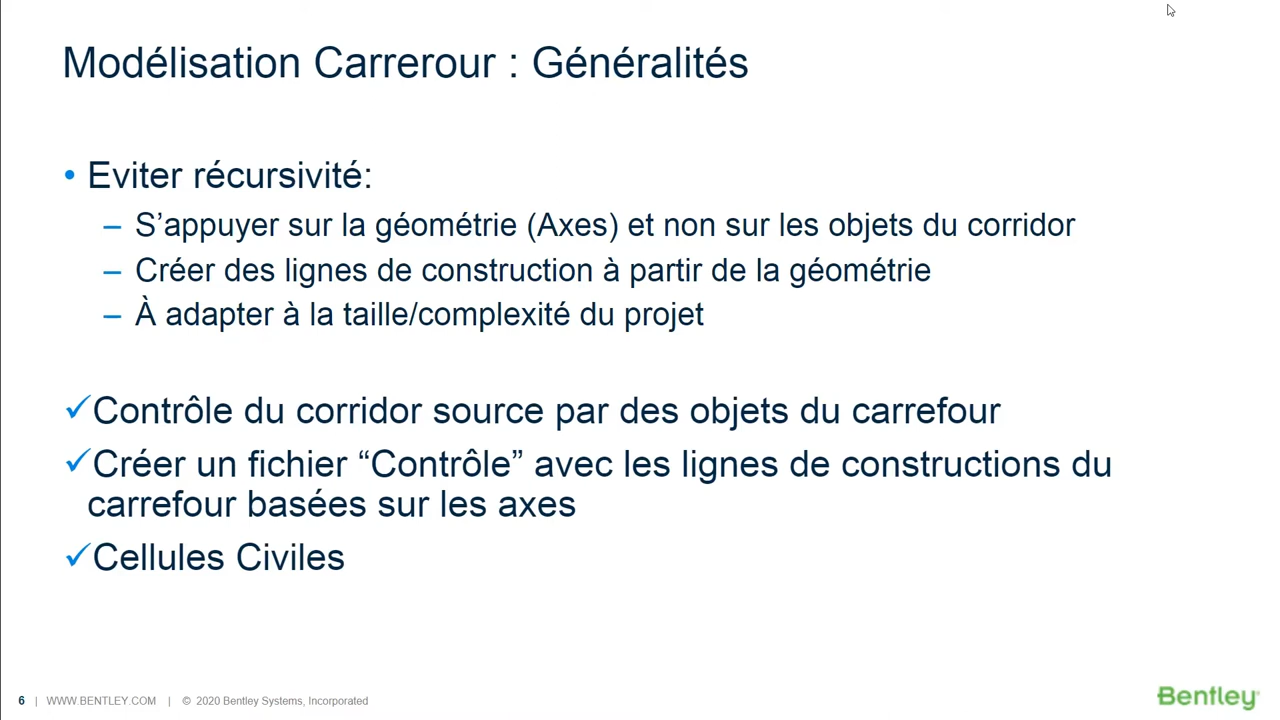 Modélisation Carrerour : Généralités
• Eviter récursivité:
– S’appuyer sur la géométrie (Axes) et non sur les objets du corridor
– Créer des lignes de construction à partir de la géométrie
– À adapter à la taille/complexité du projet
✓Contrôle du corridor source par des objets du carrefour
✓Créer un fichier “Contrôle” avec les lignes de constructions du
carrefour basées sur les axes
✓Cellules Civiles
6 | WWW.BENTLEY.COM | © 2020 Bentley Systems, Incorporated
Bentley